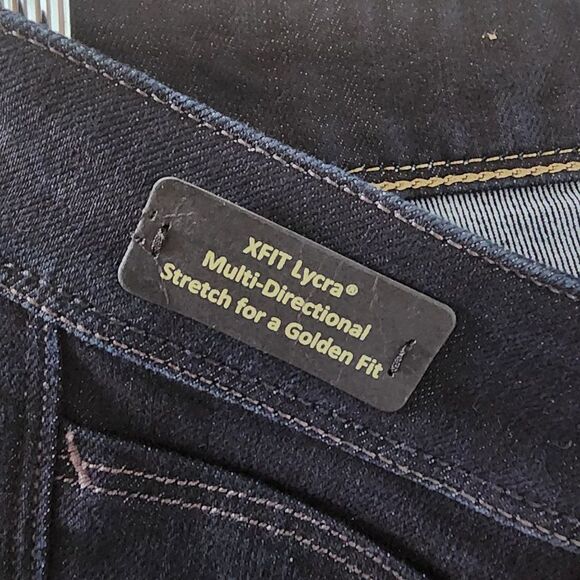 XFIT Lycra®
Multi-Directional
Stretch for a Golden Fit